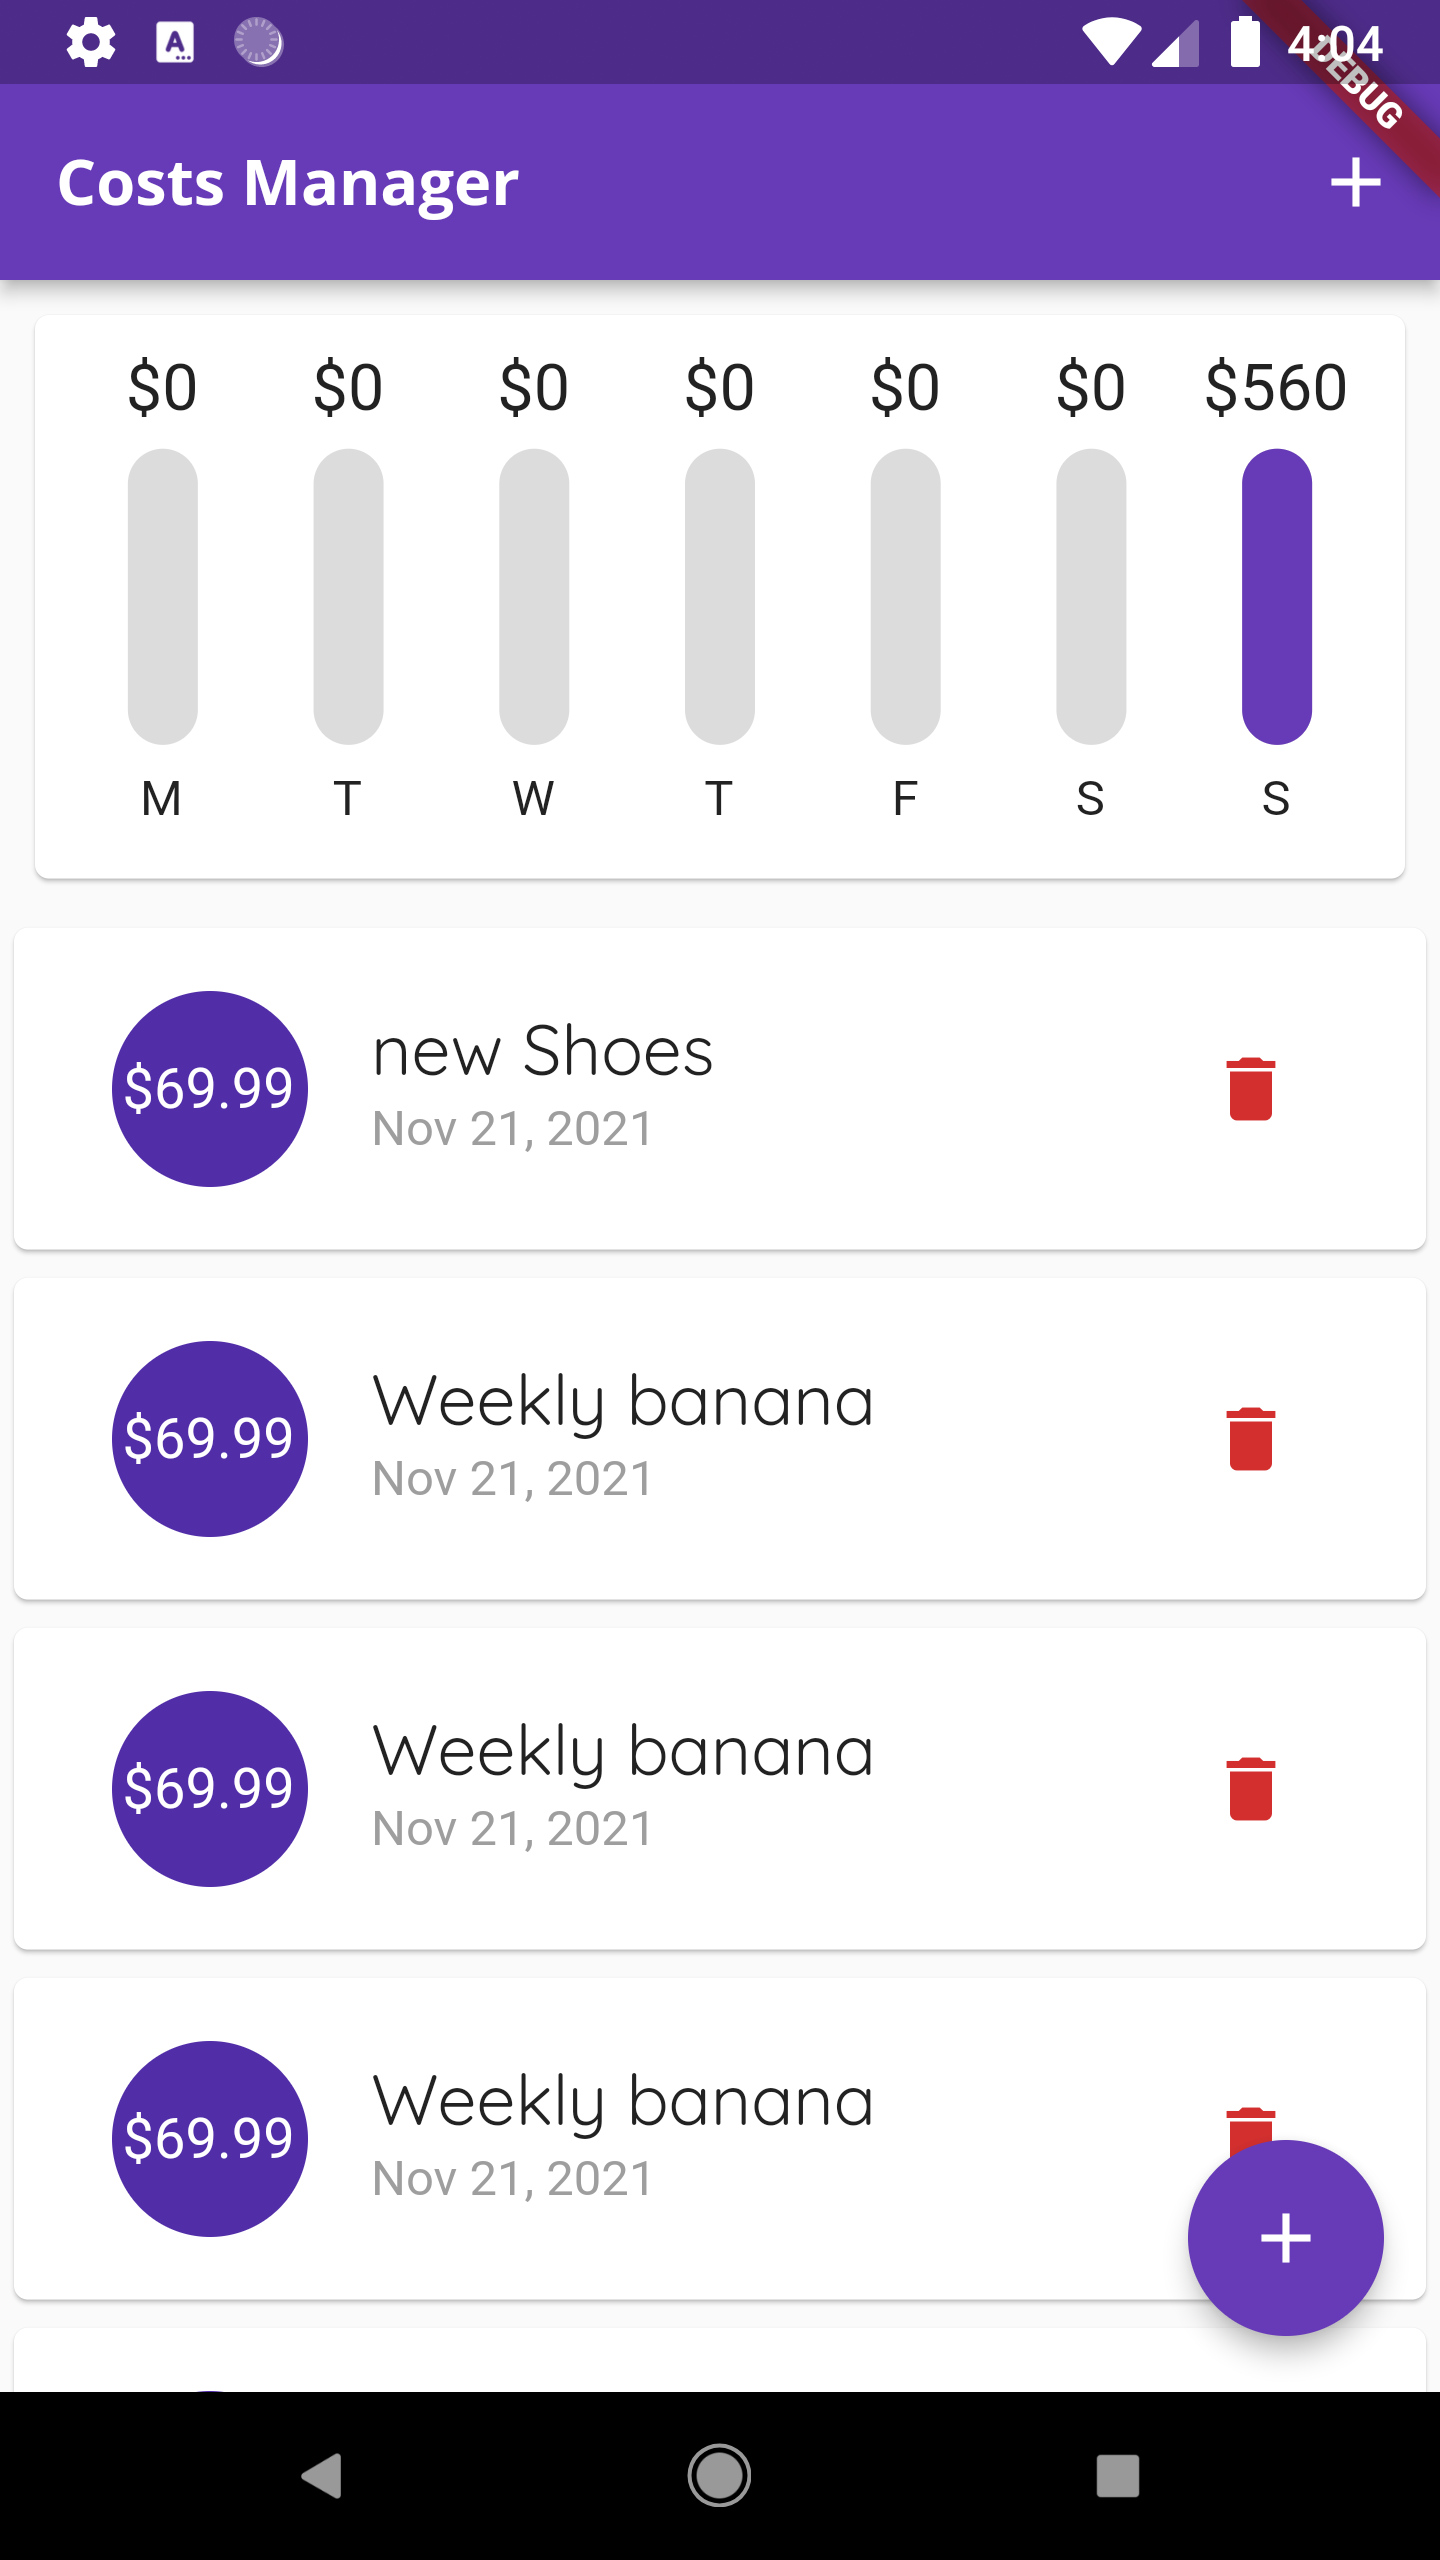 4:04
DEBUG
Costs Manager
$0 $0 $0 $0 $0 $0 $560
M T W T F S S
$69.99
new Shoes
Nov 21, 2021
$69.99
Weekly banana
Nov 21, 2021
$69.99
Weekly banana
Nov 21, 2021
$69.99
Weekly banana
Nov 21, 2021